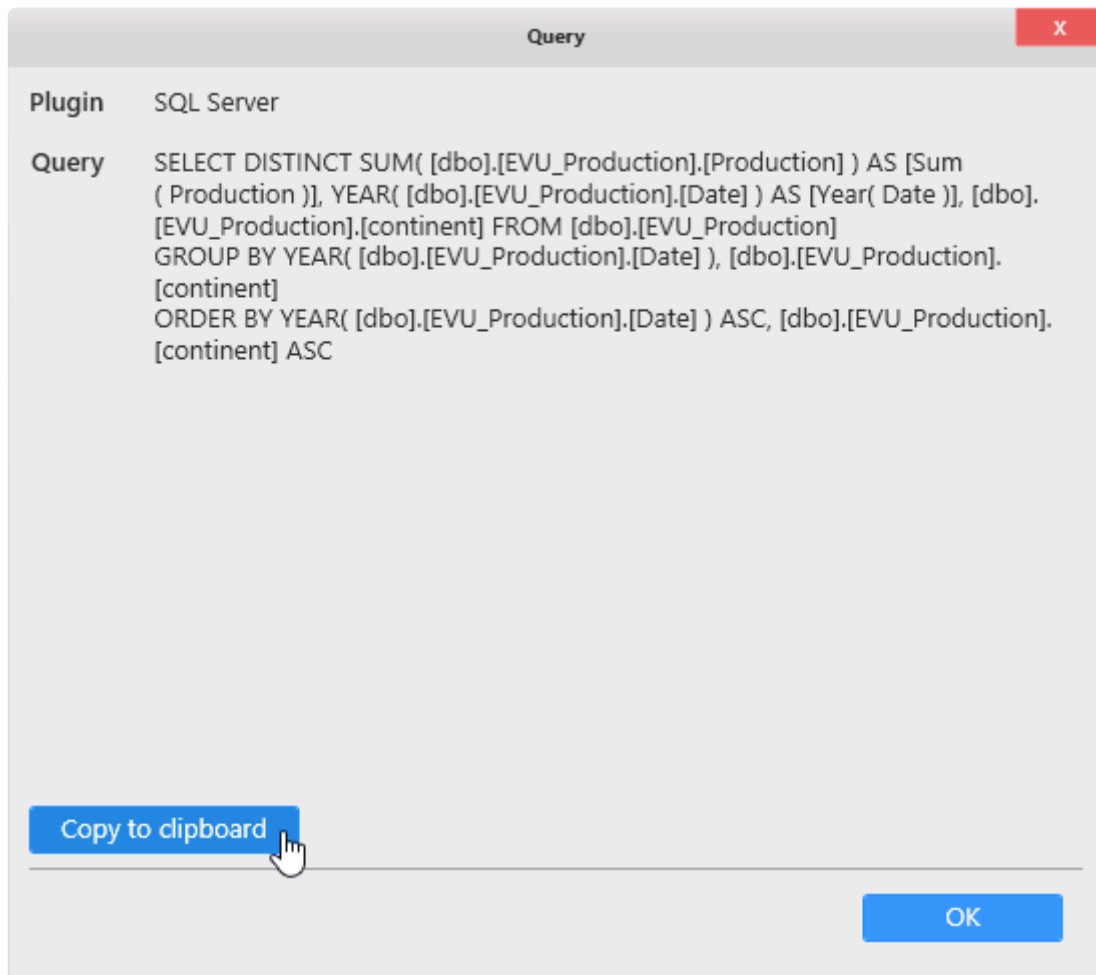 Query
X
Plugin SQL Server
Query SELECT DISTINCT SUM( [dbo].[EVU_Production].[Production] ) AS [Sum
( Production )], YEAR( [dbo].[EVU_Production].[Date] ) AS [Year( Date )], [dbo].
[EVU_Production].[continent] FROM [dbo].[EVU_Production]
GROUP BY YEAR( [dbo].[EVU_Production].[Date] ), [dbo].[EVU_Production].
[continent]
ORDER BY YEAR( [dbo].[EVU_Production].[Date] ) ASC, [dbo].[EVU_Production].
[continent] ASC
Copy to clipboard
OK